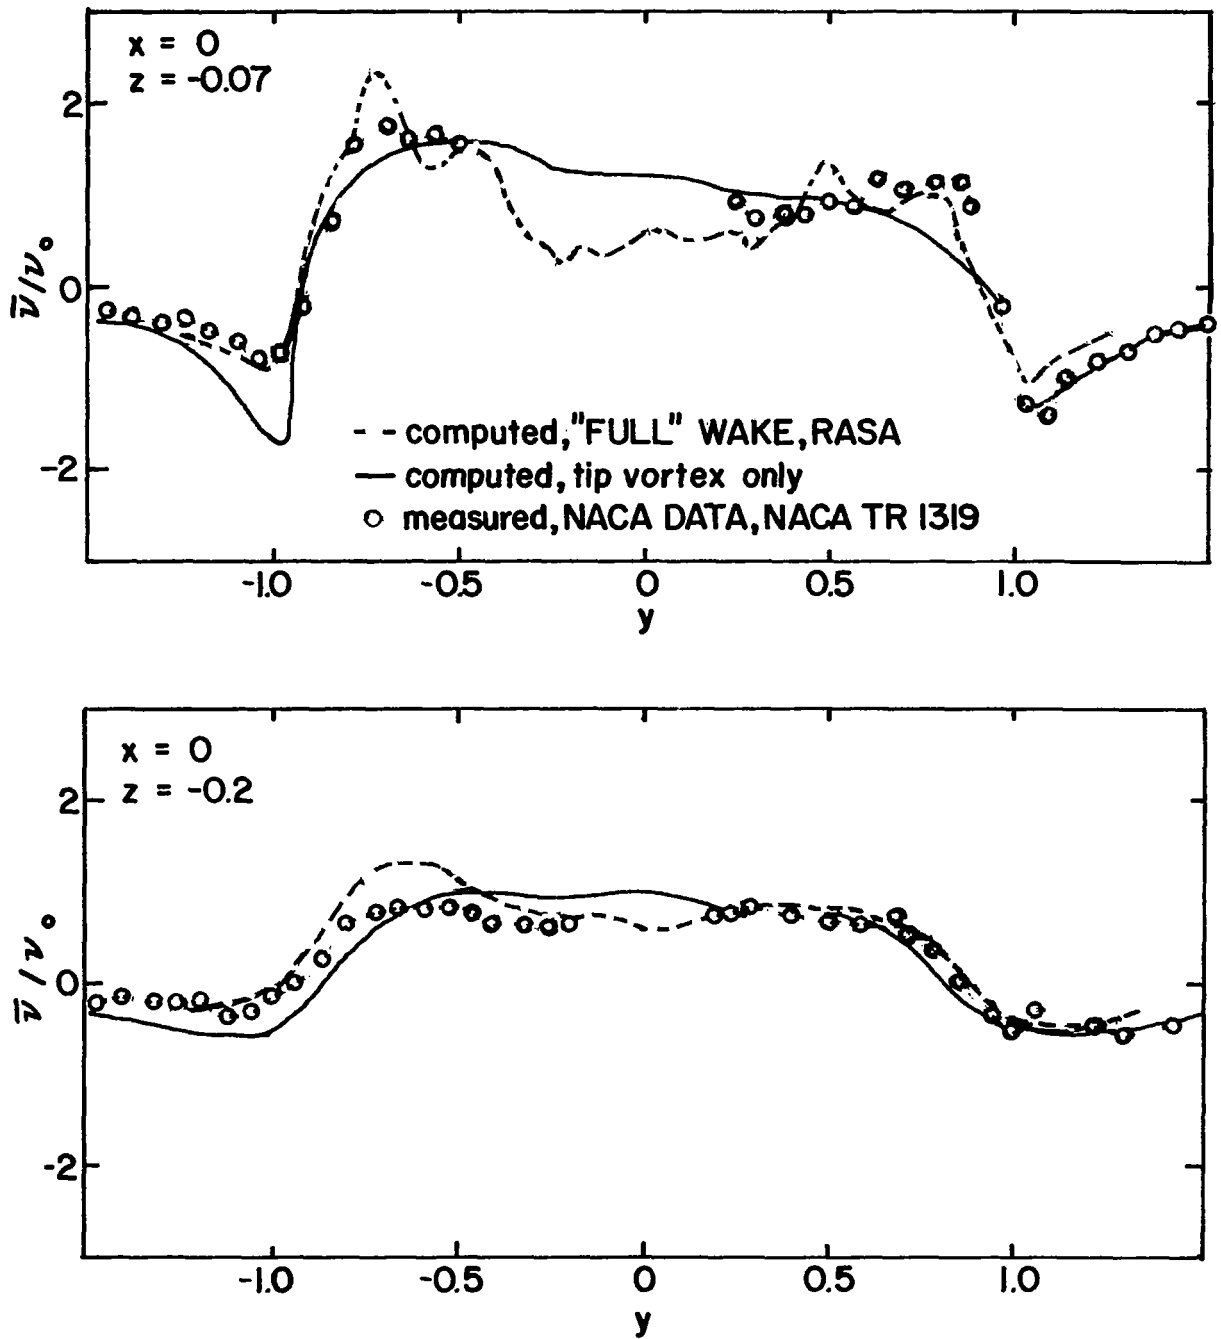 x = 0
z = -0.07
2
0
-2
ν̄/ν₀
-- computed, "FULL" WAKE, RASA
— computed, tip vortex only
○ measured, NACA DATA, NACA TR 1319
-1.0 -0.5 0 0.5 1.0
y
x = 0
z = -0.2
2
0
-2
ν̄/ν₀
-1.0 -0.5 0 0.5 1.0
y